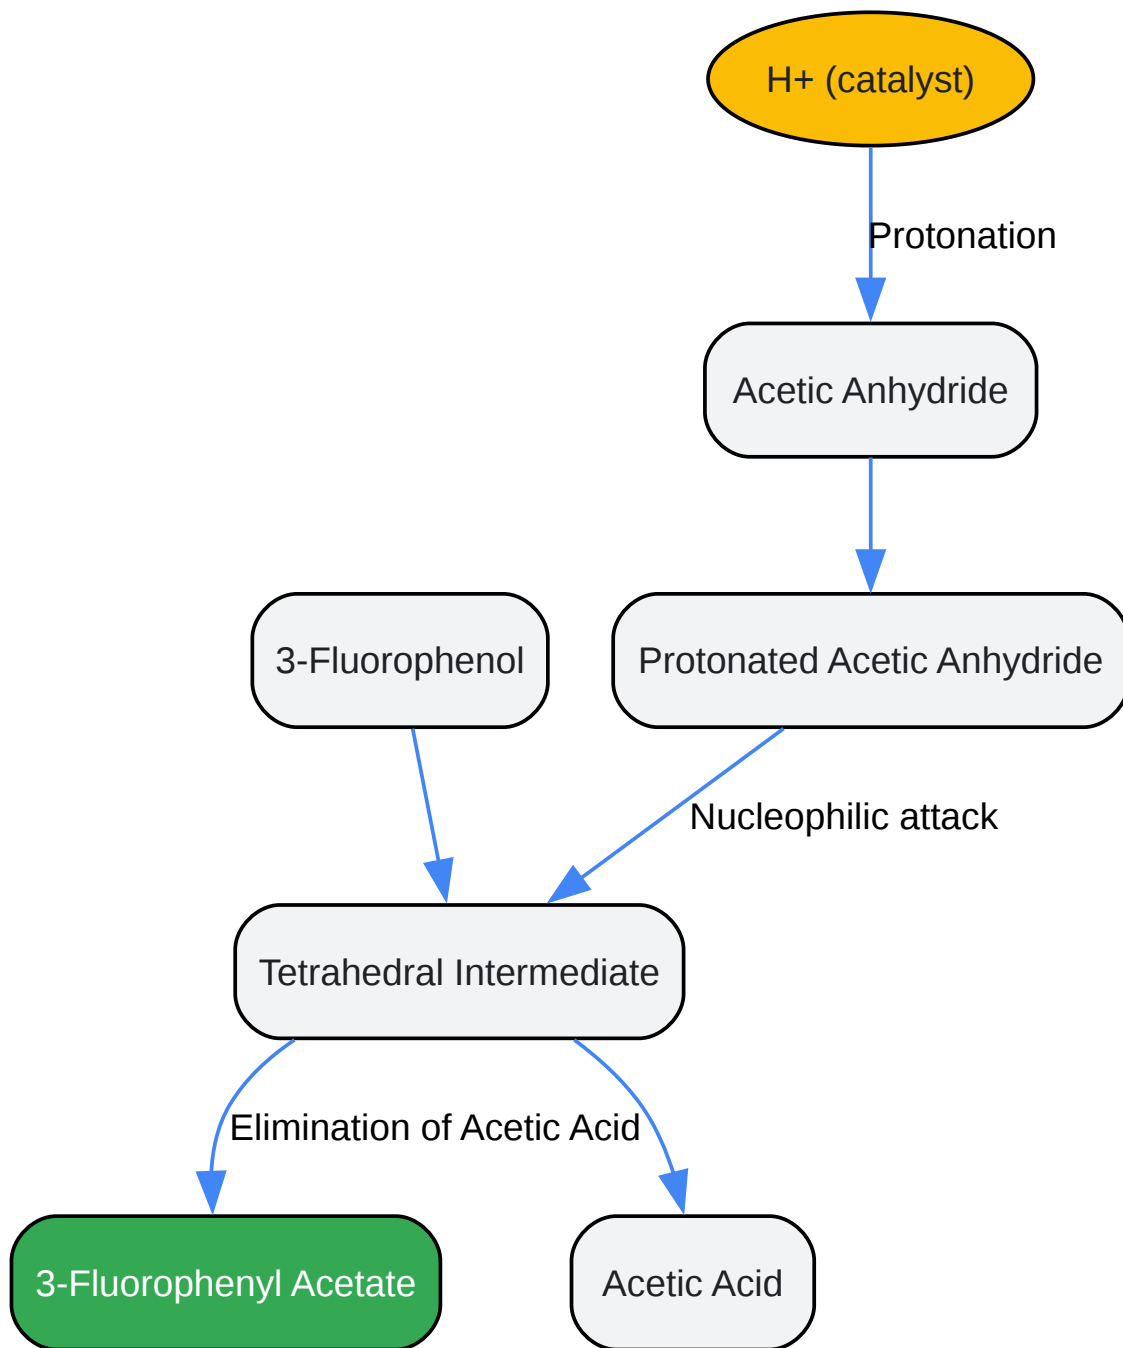 H+ (catalyst)
Protonation
Acetic Anhydride
3-Fluorophenol
Protonated Acetic Anhydride
Nucleophilic attack
Tetrahedral Intermediate
Elimination of Acetic Acid
3-Fluorophenyl Acetate
Acetic Acid